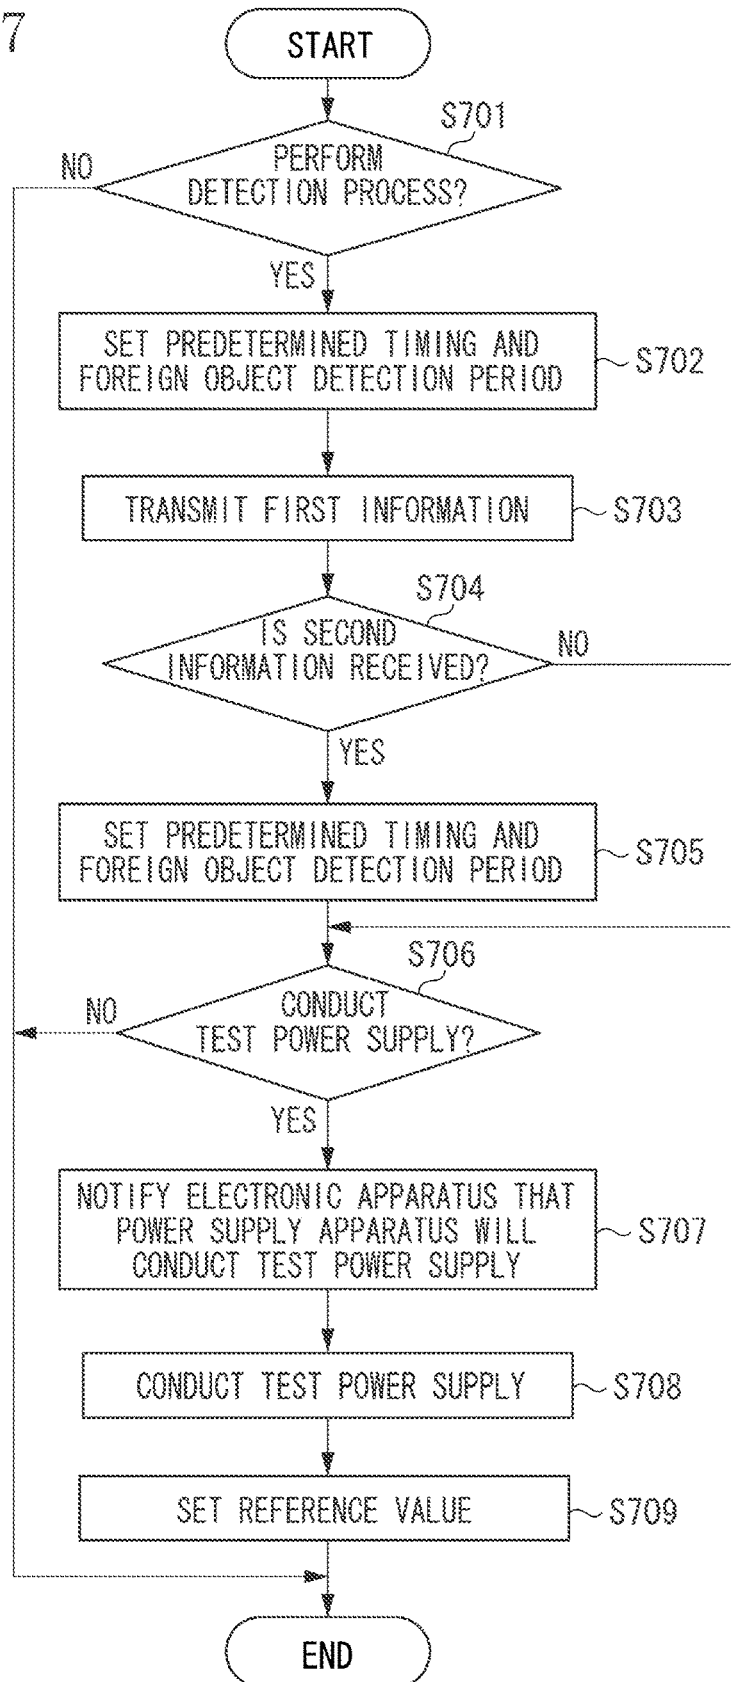 7
START
S701
NO
PERFORM
DETECTION PROCESS?
YES
SET PREDETERMINED TIMING AND
FOREIGN OBJECT DETECTION PERIOD
S702
TRANSMIT FIRST INFORMATION
S703
S704
IS SECOND
INFORMATION RECEIVED?
NO
YES
SET PREDETERMINED TIMING AND
FOREIGN OBJECT DETECTION PERIOD
S705
S706
NO
CONDUCT
TEST POWER SUPPLY?
YES
NOTIFY ELECTRONIC APPARATUS THAT
POWER SUPPLY APPARATUS WILL
CONDUCT TEST POWER SUPPLY
S707
CONDUCT TEST POWER SUPPLY
S708
SET REFERENCE VALUE
S709
END